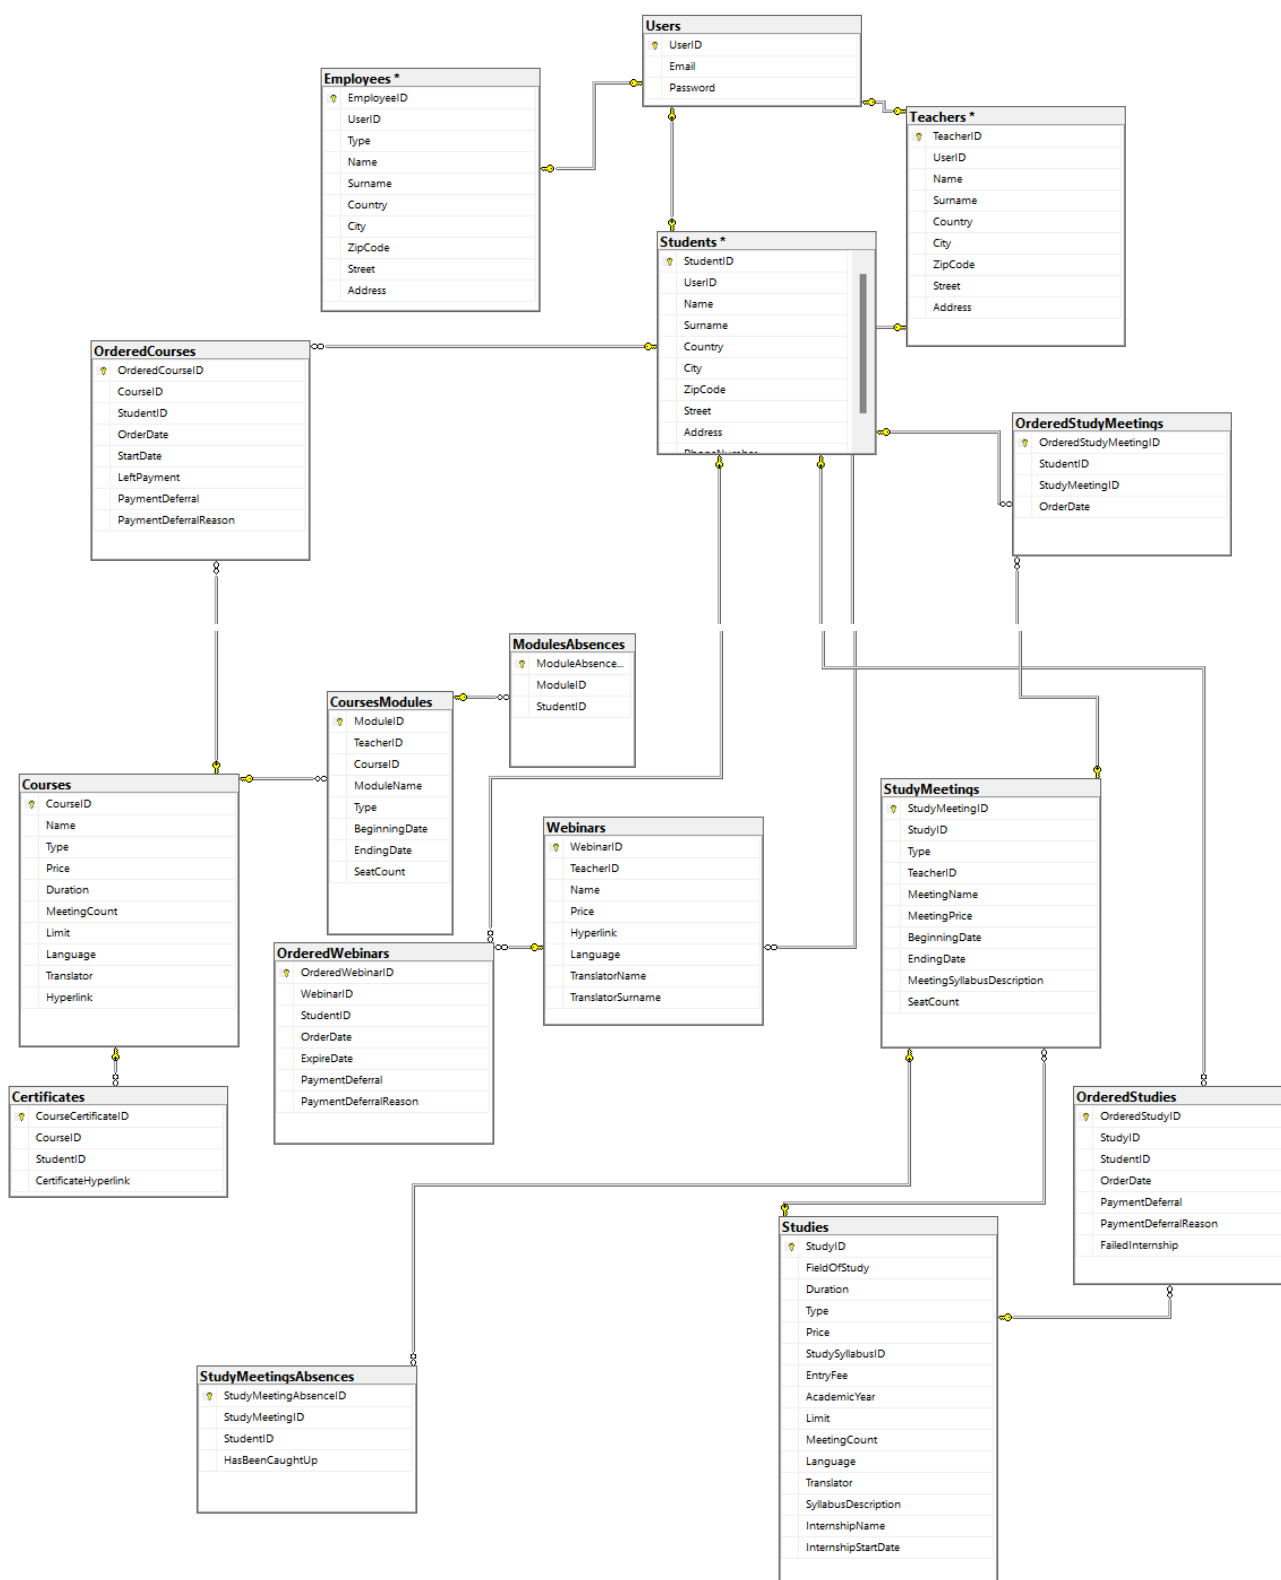 Users
UserID
Email
Password
Employees *
EmployeeID
UserID
Type
Name
Surname
Country
City
ZipCode
Street
Address
Teachers *
TeacherID
UserID
Name
Surname
Country
City
ZipCode
Street
Address
Students *
StudentID
UserID
Name
Surname
Country
City
ZipCode
Street
Address
PhoneNumber
OrderedCourses
OrderedCourseID
CourseID
StudentID
OrderDate
StartDate
LeftPayment
PaymentDeferral
PaymentDeferralReason
OrderedStudyMeetings
OrderedStudyMeetingID
StudentID
StudyMeetingID
OrderDate
ModulesAbsences
ModuleAbsence...
ModuleID
StudentID
CoursesModules
ModuleID
TeacherID
CourseID
ModuleName
Type
BeginningDate
EndingDate
SeatCount
Courses
CourseID
Name
Type
Price
Duration
MeetingCount
Limit
Language
Translator
Hyperlink
Webinars
WebinarID
TeacherID
Name
Price
Hyperlink
Language
TranslatorName
TranslatorSurname
StudyMeetings
StudyMeetingID
StudyID
Type
TeacherID
MeetingName
MeetingPrice
BeginningDate
EndingDate
MeetingSyllabusDescription
SeatCount
OrderedWebinars
OrderedWebinarID
WebinarID
StudentID
OrderDate
ExpireDate
PaymentDeferral
PaymentDeferralReason
Certificates
CourseCertificateID
CourseID
StudentID
CertificateHyperlink
OrderedStudies
OrderedStudyID
StudyID
StudentID
OrderDate
PaymentDeferral
PaymentDeferralReason
FailedInternship
Studies
StudyID
FieldOfStudy
Duration
Type
Price
StudySyllabusID
EntryFee
AcademicYear
Limit
MeetingCount
Language
Translator
SyllabusDescription
InternshipName
InternshipStartDate
StudyMeetingsAbsences
StudyMeetingAbsenceID
StudyMeetingID
StudentID
HasBeenCaughtUp